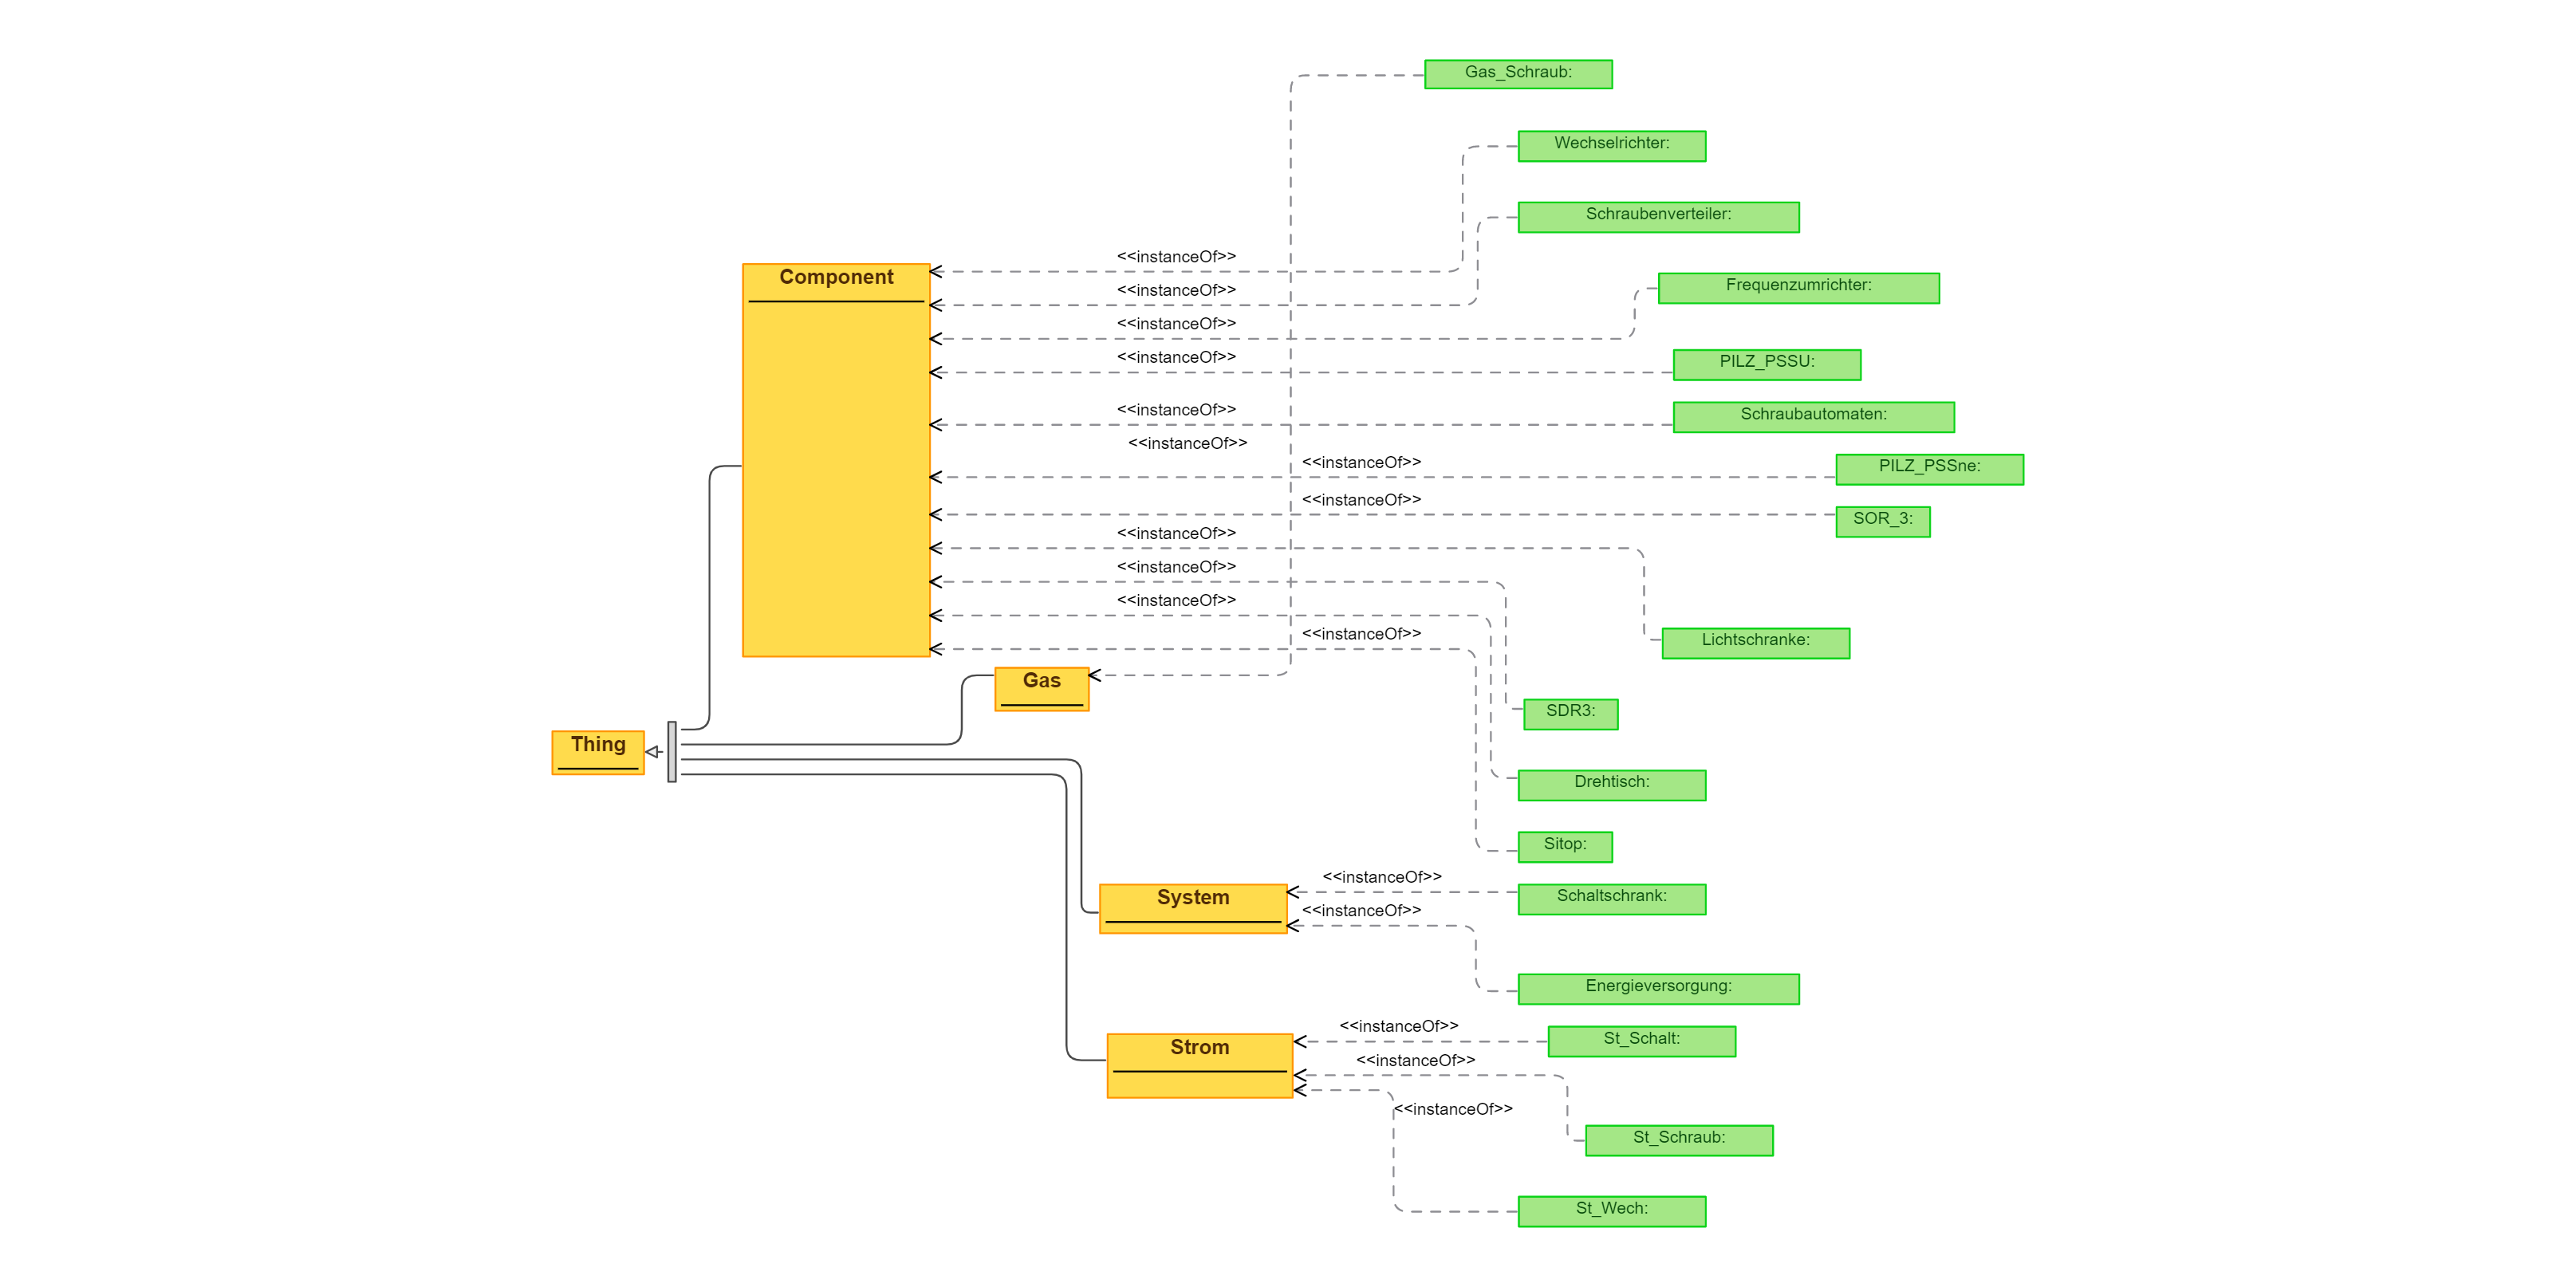 Gas_Schraub:
Wechselrichter:
Schraubenverteiler:
<<instanceOf>>
Component
<<instanceOf>>
Frequenzumrichter:
<<instanceOf>>
<<instanceOf>>
PILZ_PSSU:
<<instanceOf>>
Schraubautomaten:
<<instanceOf>>
<<instanceOf>>
PILZ_PSSne:
<<instanceOf>>
SOR_3:
<<instanceOf>>
<<instanceOf>>
<<instanceOf>>
<<instanceOf>>
Lichtschranke:
Gas
SDR3:
Thing
Drehtisch:
Sitop:
<<instanceOf>>
System
Schaltschrank:
<<instanceOf>>
Energieversorgung:
<<instanceOf>>
St_Schalt:
Strom
<<instanceOf>>
<<instanceOf>>
St_Schraub:
St_Wech: